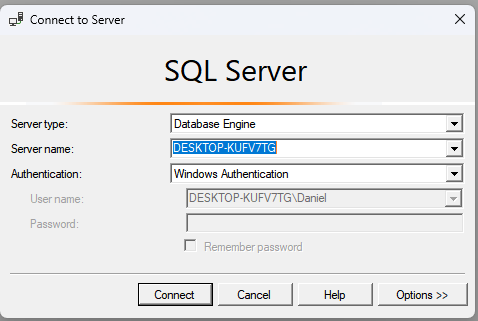 Connect to Server
SQL Server
Server type: Database Engine
Server name: DESKTOP-KUFV7TG
Authentication: Windows Authentication
User name: DESKTOP-KUFV7TG\Daniel
Password:
Remember password
Connect Cancel Help Options >>